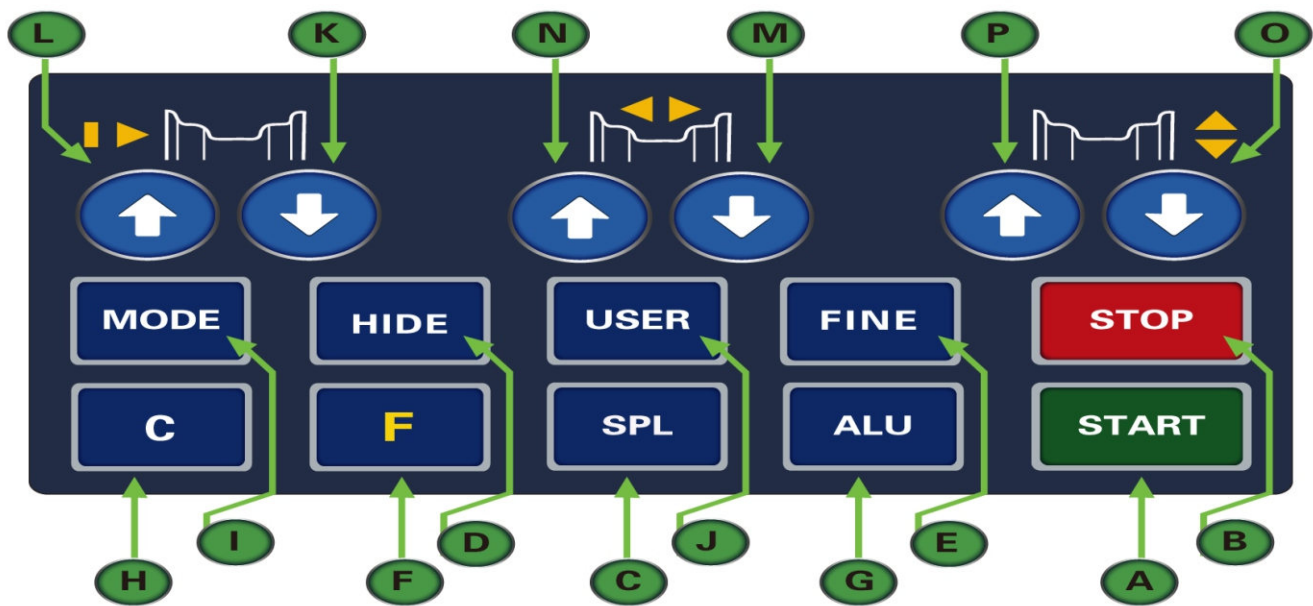 L K N M P O
MODE HIDE USER FINE STOP
C F SPL ALU START
I D J E B
H F C G A